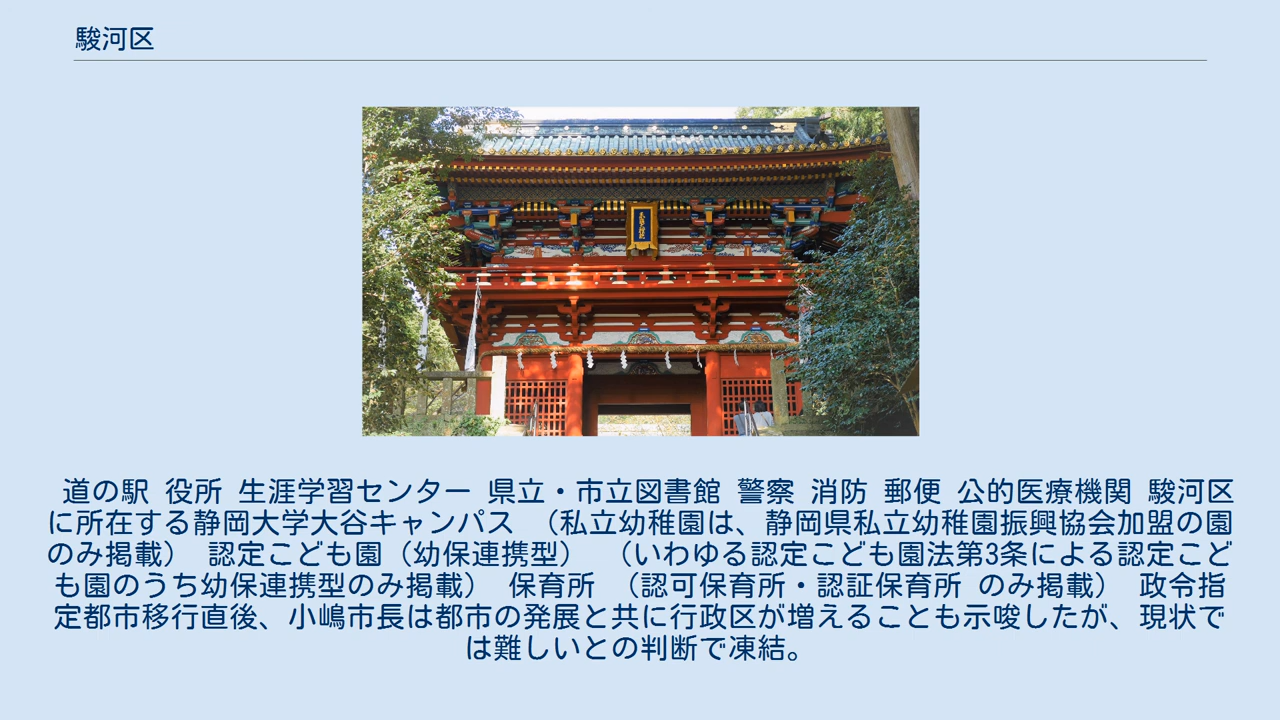 駿河区
道の駅 役所 生涯学習センター 県立・市立図書館 警察 消防 郵便 公的医療機関 駿河区
に所在する静岡大学大谷キャンパス （私立幼稚園は、静岡県私立幼稚園振興協会加盟の園
のみ掲載） 認定こども園（幼保連携型） （いわゆる認定こども園法第3条による認定こど
も園のうち幼保連携型のみ掲載） 保育所 （認可保育所・認証保育所 のみ掲載） 政令指
定都市移行直後、小嶋市長は都市の発展と共に行政区が増えることも示唆したが、現状で
は難しいとの判断で凍結。